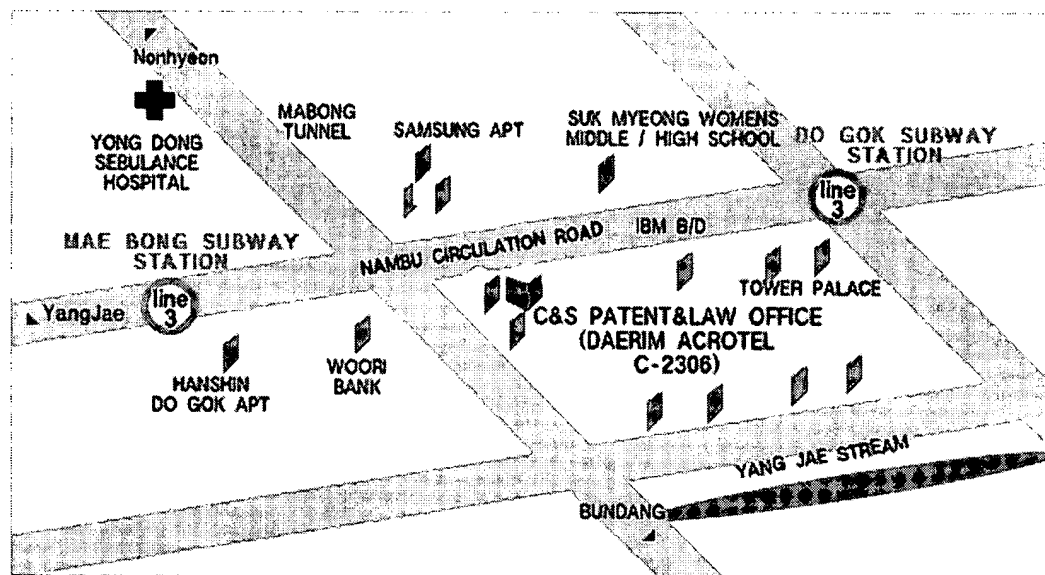 Nonhyeon
YONG DONG
SEBULANCE
HOSPITAL
MABONG
TUNNEL
SAMSUNG APT
SUK MYEONG WOMENS
MIDDLE / HIGH SCHOOL
DO GOK SUBWAY
STATION
line
3
MAE BONG SUBWAY
STATION
NAMBU CIRCULATION ROAD
IBM B/D
line
3
YangJae
TOWER PALACE
C&S PATENT&LAW OFFICE
(DAERIM ACROTEL
C-2306)
HANSHIN
DO GOK APT
WOORI
BANK
YANG JAE STREAM
BUNDANG